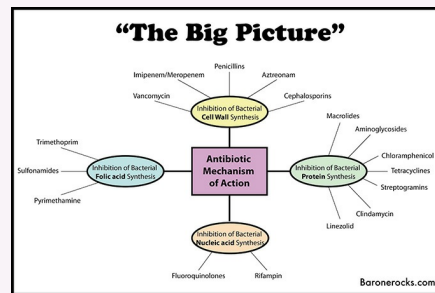 “The Big Picture”
Penicillins
Imipenem/Meropenem
Aztreonam
Vancomycin
Cephalosporins
Inhibition of Bacterial
Cell Wall Synthesis
Macrolides
Aminoglycosides
Trimethoprim
Chloramphenicol
Sulfonamides
Inhibition of Bacterial
Folic acid Synthesis
Antibiotic
Mechanism
of Action
Inhibition of Bacterial
Protein Synthesis
Tetracyclines
Streptogramins
Pyrimethamine
Clindamycin
Linezolid
Inhibition of Bacterial
Nucleic acid Synthesis
Fluoroquinolones
Rifampin
Baronerocks.com